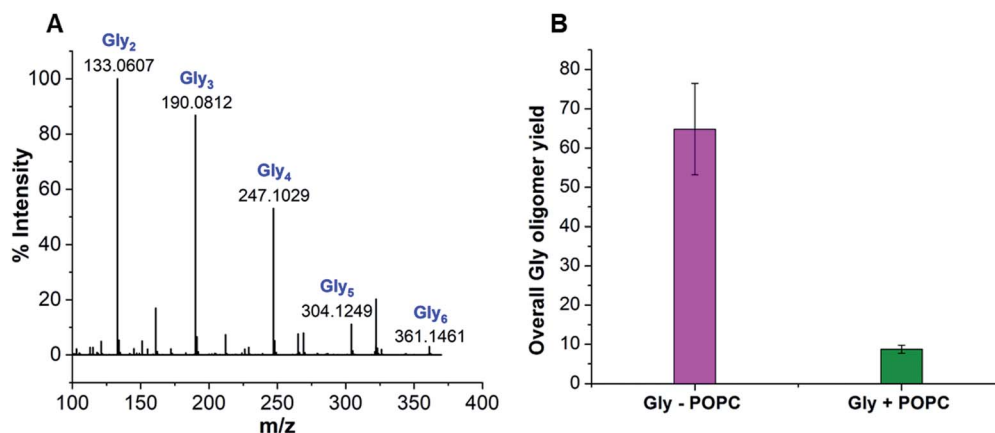 A
Gly2
133.0607
Gly3
190.0812
Gly4
247.1029
Gly5
304.1249
Gly6
361.1461
100
80
60
40
20
0
% Intensity
100 150 200 250 300 350 400
m/z
B
80
70
60
50
40
30
20
10
0
Overall Gly oligomer yield
Gly - POPC Gly + POPC